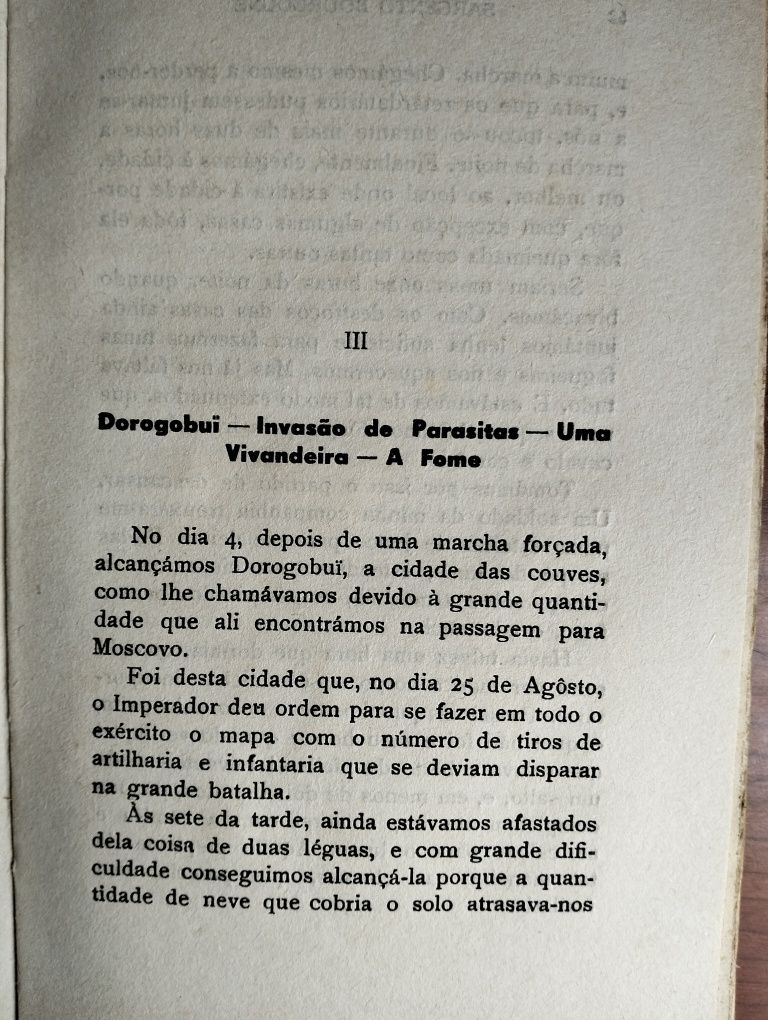 III
Dorogobuï — Invasão de Parasitas — Uma
Vivandeira — A Fome
No dia 4, depois de uma marcha forçada,
alcançámos Dorogobuï, a cidade das couves,
como lhe chamávamos devido à grande quanti-
dade que ali encontrámos na passagem para
Moscovo.
Foi desta cidade que, no dia 25 de Agôsto,
o Imperador deu ordem para se fazer em todo o
exército o mapa com o número de tiros de
artilharia e infantaria que se deviam disparar
na grande batalha.
Às sete da tarde, ainda estávamos afastados
dela coisa de duas léguas, e com grande difi-
culdade conseguimos alcançá-la porque a quan-
tidade de neve que cobria o solo atrasava-nos